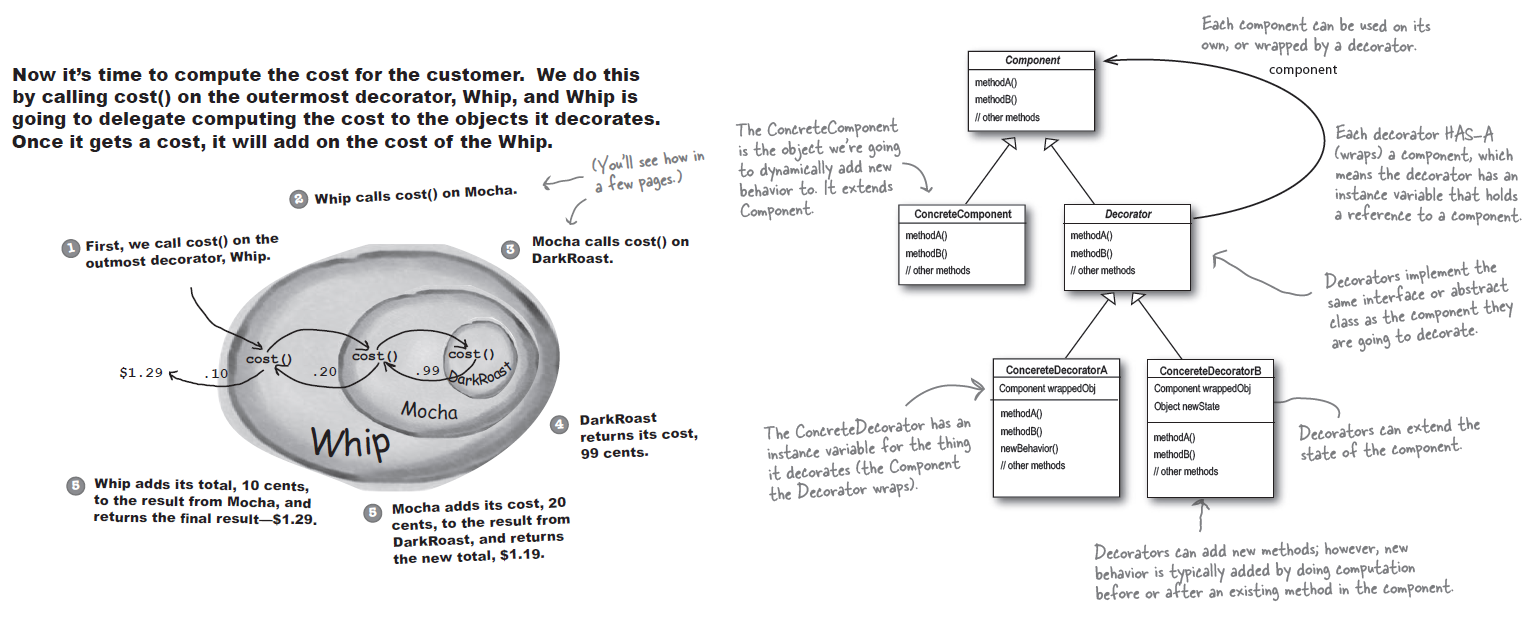 Now it's time to compute the cost for the customer.  We do this
by calling cost() on the outermost decorator, Whip, and Whip is
going to delegate computing the cost to the objects it decorates.
Once it gets a cost, it will add on the cost of the Whip.
(You'll see how in
a few pages.)
2 Whip calls cost() on Mocha.
1 First, we call cost() on the
outmost decorator, Whip.
3 Mocha calls cost() on
DarkRoast.
cost()
cost()
cost()
$1.29
.10
.20
.99
DarkRoast
Mocha
Whip
4 DarkRoast
returns its cost,
99 cents.
5 Whip adds its total, 10 cents,
to the result from Mocha, and
returns the final result—$1.29.
5 Mocha adds its cost, 20
cents, to the result from
DarkRoast, and returns
the new total, $1.19.
Each component can be used on its
own, or wrapped by a decorator.
component
Component
methodA()
methodB()
// other methods
The ConcreteComponent
is the object we're going
to dynamically add new
behavior to. It extends
Component.
Each decorator HAS-A
(wraps) a component, which
means the decorator has an
instance variable that holds
a reference to a component.
ConcreteComponent
methodA()
methodB()
// other methods
Decorator
methodA()
methodB()
// other methods
Decorators implement the
same interface or abstract
class as the component they
are going to decorate.
ConcereteDecoratorA
Component wrappedObj
methodA()
methodB()
newBehavior()
// other methods
ConcereteDecoratorB
Component wrappedObj
Object newState
methodA()
methodB()
// other methods
The ConcreteDecorator has an
instance variable for the thing
it decorates (the Component
the Decorator wraps).
Decorators can extend the
state of the component.
Decorators can add new methods; however, new
behavior is typically added by doing computation
before or after an existing method in the component.